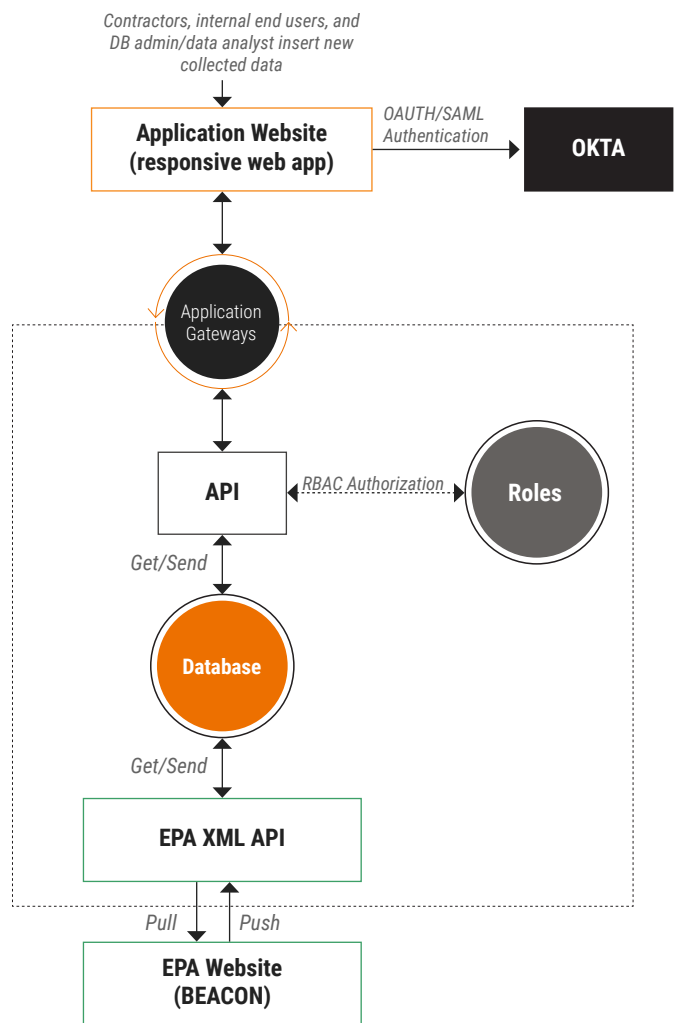 Contractors, internal end users, and
DB admin/data analyst insert new
collected data
Application Website
(responsive web app)
OAUTH/SAML
Authentication
OKTA
Application
Gateways
API
RBAC Authorization
Roles
Get/Send
Database
Get/Send
EPA XML API
Pull
Push
EPA Website
(BEACON)